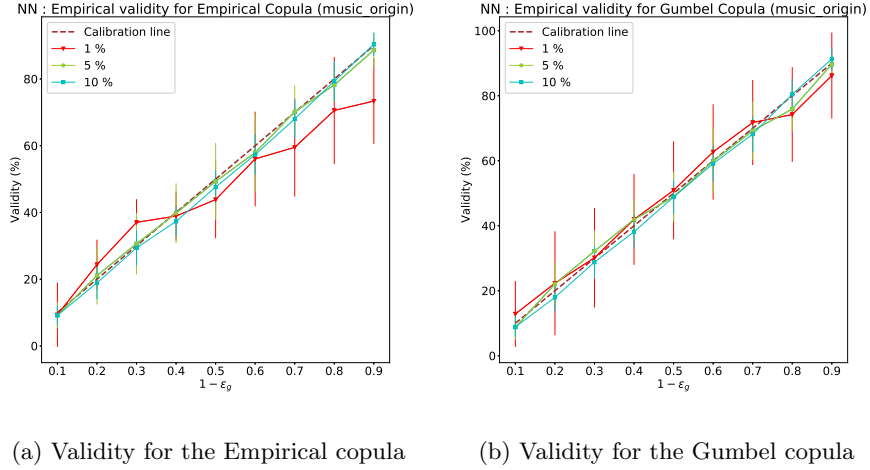 NN : Empirical validity for Empirical Copula (music_origin)
Calibration line
1 %
5 %
10 %
80
60
40
20
0
Validity (%)
0.1 0.2 0.3 0.4 0.5 0.6 0.7 0.8 0.9
1 − ϵg
(a) Validity for the Empirical copula
NN : Empirical validity for Gumbel Copula (music_origin)
Calibration line
1 %
5 %
10 %
100
80
60
40
20
0
Validity (%)
0.1 0.2 0.3 0.4 0.5 0.6 0.7 0.8 0.9
1 − ϵg
(b) Validity for the Gumbel copula